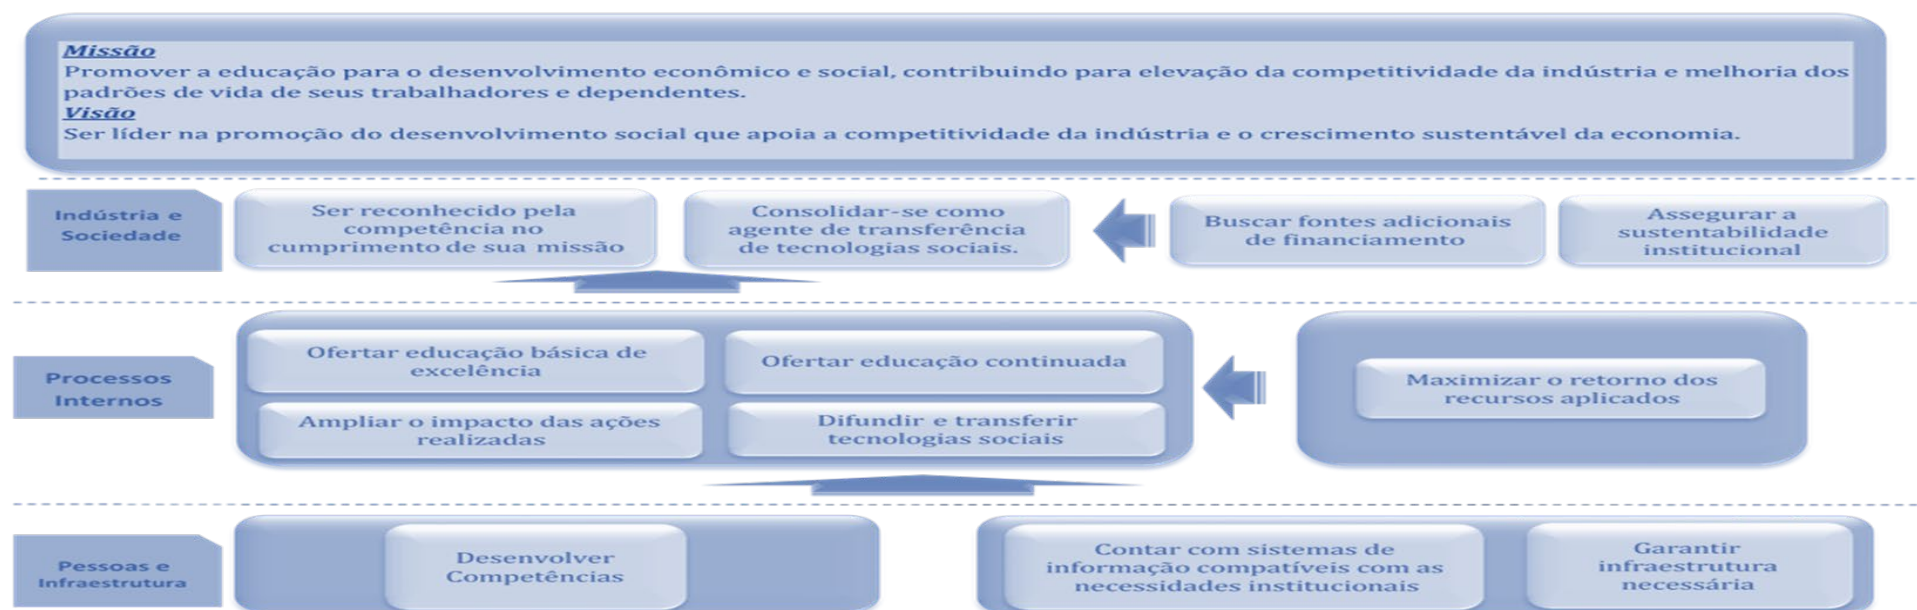 Missão
Promover a educação para o desenvolvimento econômico e social, contribuindo para elevação da competitividade da indústria e melhoria dos
padrões de vida de seus trabalhadores e dependentes.
Visão
Ser líder na promoção do desenvolvimento social que apoia a competitividade da indústria e o crescimento sustentável da economia.
Indústria e
Sociedade
Ser reconhecido pela
competência no
cumprimento de sua missão
Consolidar-se como
agente de transferência
de tecnologias sociais.
Buscar fontes adicionais
de financiamento
Assegurar a
sustentabilidade
institucional
Processos
Internos
Ofertar educação básica de
excelência
Ofertar educação continuada
Ampliar o impacto das ações
realizadas
Difundir e transferir
tecnologias sociais
Maximizar o retorno dos
recursos aplicados
Pessoas e
Infraestrutura
Desenvolver
Competências
Contar com sistemas de
informação compatíveis com as
necessidades institucionais
Garantir
infraestrutura
necessária